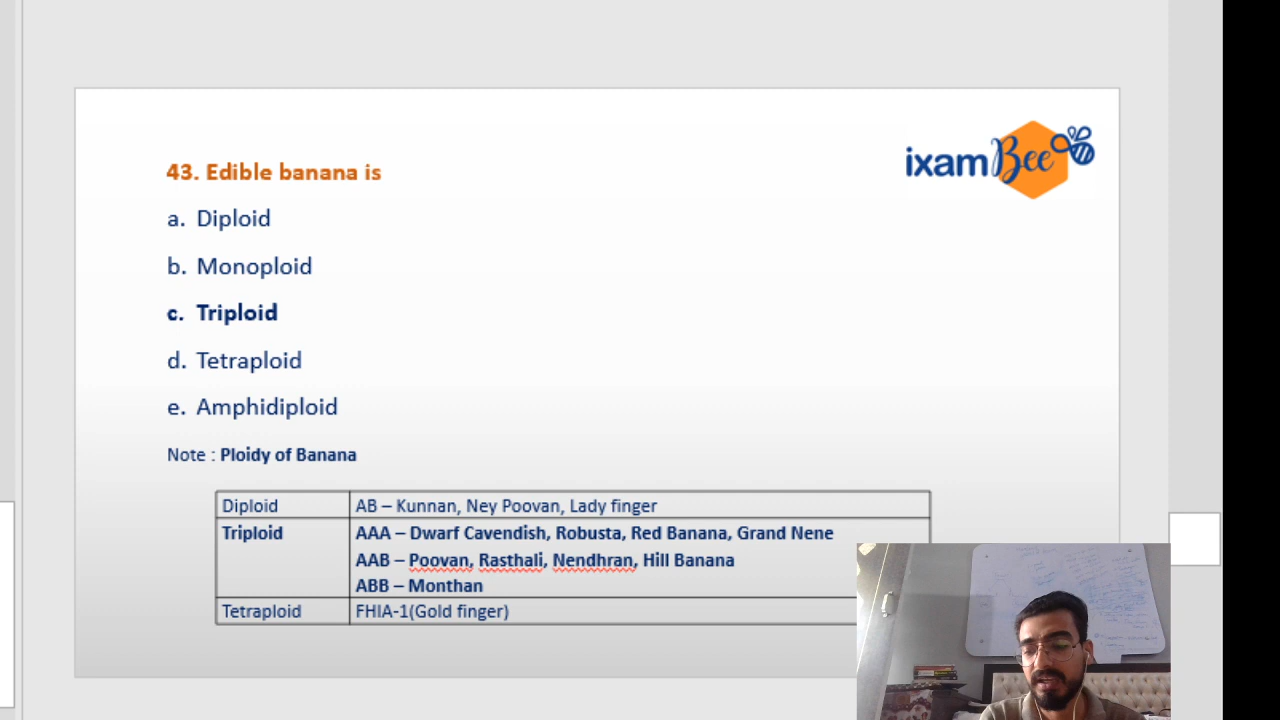 ixamBee
43. Edible banana is
a. Diploid
b. Monoploid
c. Triploid
d. Tetraploid
e. Amphidiploid
Note : Ploidy of Banana
Diploid AB – Kunnan, Ney Poovan, Lady finger
Triploid AAA – Dwarf Cavendish, Robusta, Red Banana, Grand Nene
AAB – Poovan, Rasthali, Nendhran, Hill Banana
ABB – Monthan
Tetraploid FHIA-1(Gold finger)